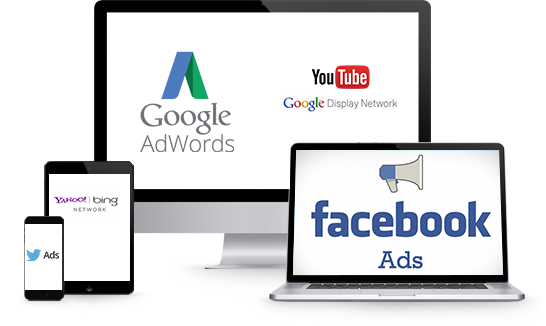 Google
AdWords
YouTube
Google Display Network
YAHOO! | bing
NETWORK
Ads
facebook
Ads